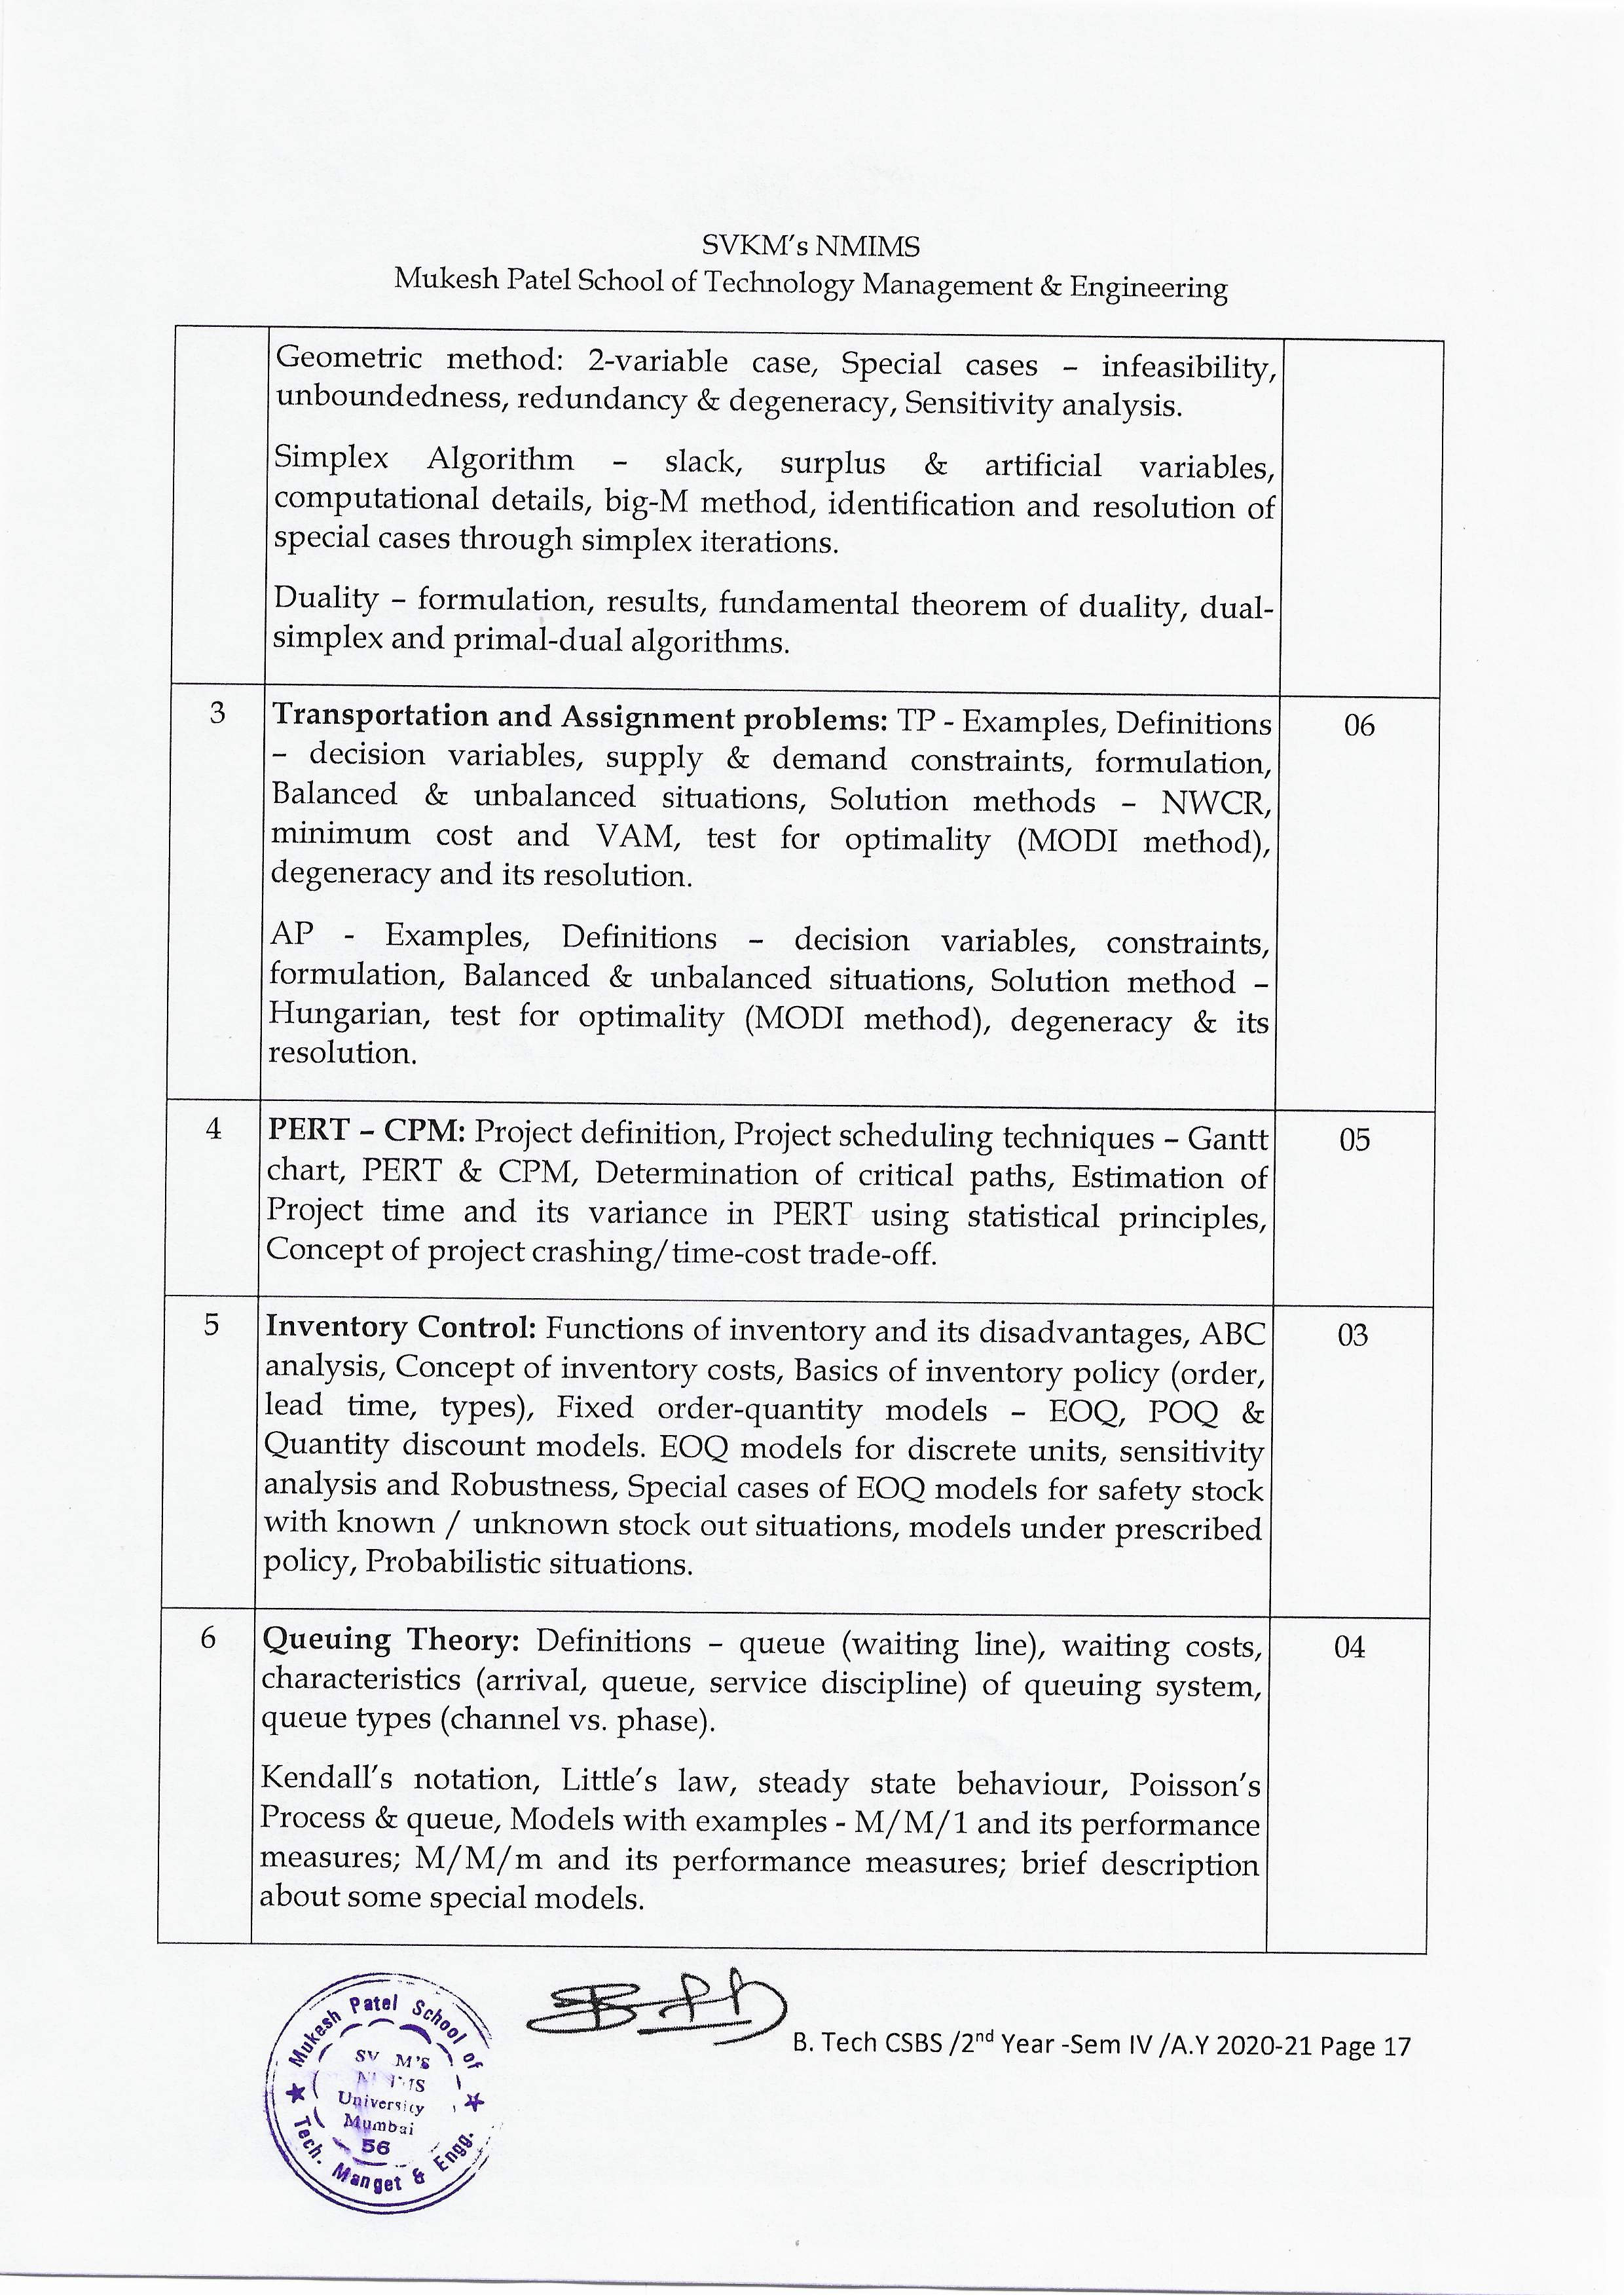 SVKM's NMIMS
Mukesh Patel School of Technology Management & Engineering
Geometric method: 2-variable case, Special cases – infeasibility,
unboundedness, redundancy & degeneracy, Sensitivity analysis.
Simplex Algorithm – slack, surplus & artificial variables,
computational details, big-M method, identification and resolution of
special cases through simplex iterations.
Duality – formulation, results, fundamental theorem of duality, dual-
simplex and primal-dual algorithms.
3 Transportation and Assignment problems: TP - Examples, Definitions 06
– decision variables, supply & demand constraints, formulation,
Balanced & unbalanced situations, Solution methods – NWCR,
minimum cost and VAM, test for optimality (MODI method),
degeneracy and its resolution.
AP - Examples, Definitions – decision variables, constraints,
formulation, Balanced & unbalanced situations, Solution method –
Hungarian, test for optimality (MODI method), degeneracy & its
resolution.
4 PERT – CPM: Project definition, Project scheduling techniques – Gantt 05
chart, PERT & CPM, Determination of critical paths, Estimation of
Project time and its variance in PERT using statistical principles,
Concept of project crashing/time-cost trade-off.
5 Inventory Control: Functions of inventory and its disadvantages, ABC 03
analysis, Concept of inventory costs, Basics of inventory policy (order,
lead time, types), Fixed order-quantity models – EOQ, POQ &
Quantity discount models. EOQ models for discrete units, sensitivity
analysis and Robustness, Special cases of EOQ models for safety stock
with known / unknown stock out situations, models under prescribed
policy, Probabilistic situations.
6 Queuing Theory: Definitions – queue (waiting line), waiting costs, 04
characteristics (arrival, queue, service discipline) of queuing system,
queue types (channel vs. phase).
Kendall's notation, Little's law, steady state behaviour, Poisson's
Process & queue, Models with examples - M/M/1 and its performance
measures; M/M/m and its performance measures; brief description
about some special models.
Mukesh Patel School of
Tech. Manget & Engg.
University
Mumbai
56
B. Tech CSBS /2nd Year -Sem IV /A.Y 2020-21 Page 17